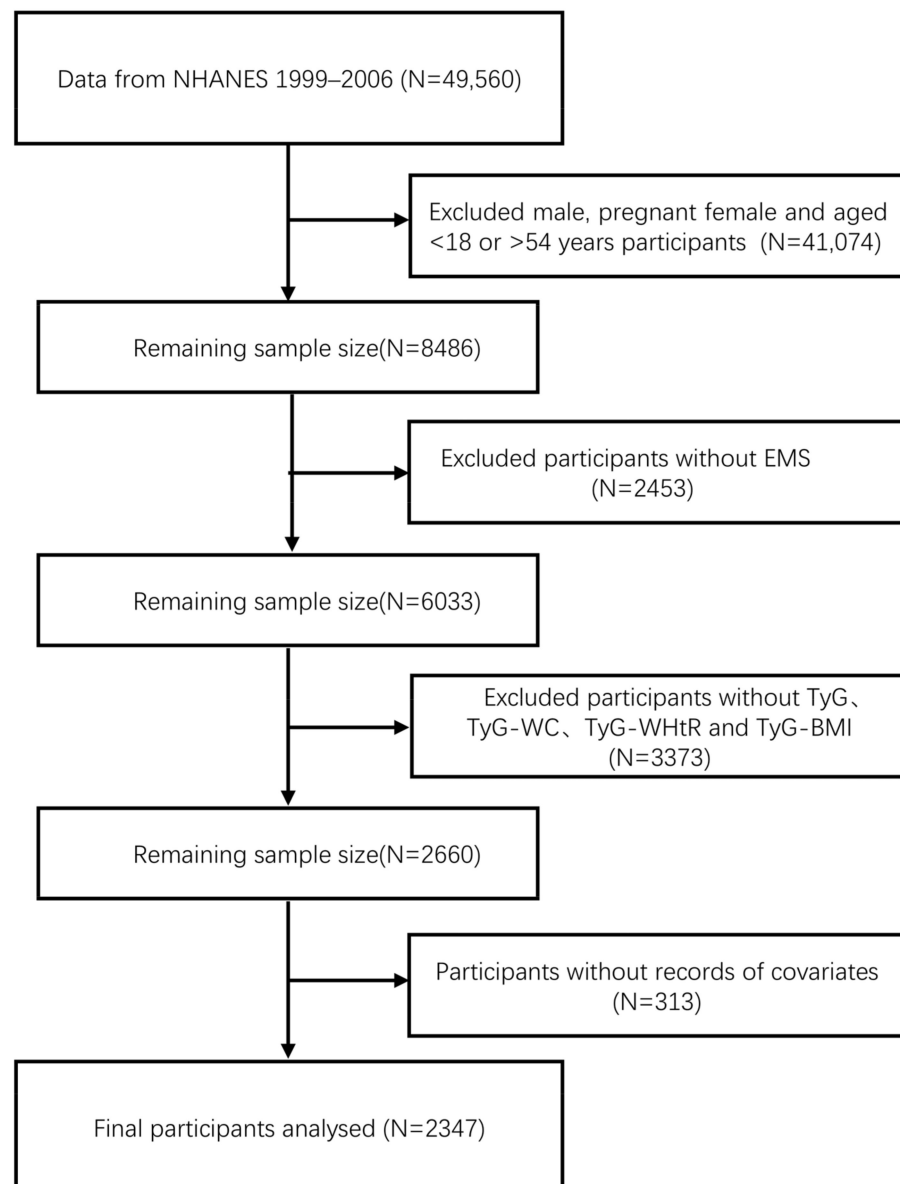 Data from NHANES 1999–2006 (N=49,560)
Excluded male, pregnant female and aged
<18 or >54 years participants (N=41,074)
Remaining sample size(N=8486)
Excluded participants without EMS
(N=2453)
Remaining sample size(N=6033)
Excluded participants without TyG、
TyG-WC、TyG-WHtR and TyG-BMI
(N=3373)
Remaining sample size(N=2660)
Participants without records of covariates
(N=313)
Final participants analysed (N=2347)